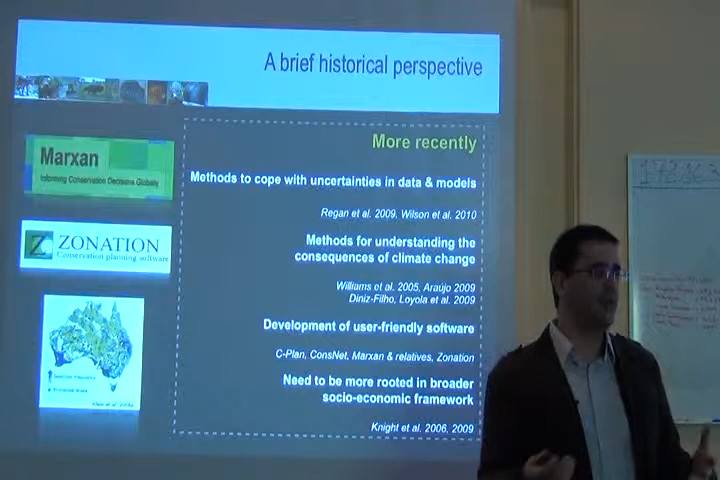 A brief historical perspective
Marxan
Informing Conservation Decisions Globally
ZONATION
Conservation planning software
More recently
Methods to cope with uncertainties in data & models
Regan et al. 2009, Wilson et al. 2010
Methods for understanding the
consequences of climate change
Williams et al. 2005, Araújo 2009
Diniz-Filho, Loyola et al. 2009
Development of user-friendly software
C-Plan, ConsNet, Marxan & relatives, Zonation
Need to be more rooted in broader
socio-economic framework
Knight et al. 2006, 2009